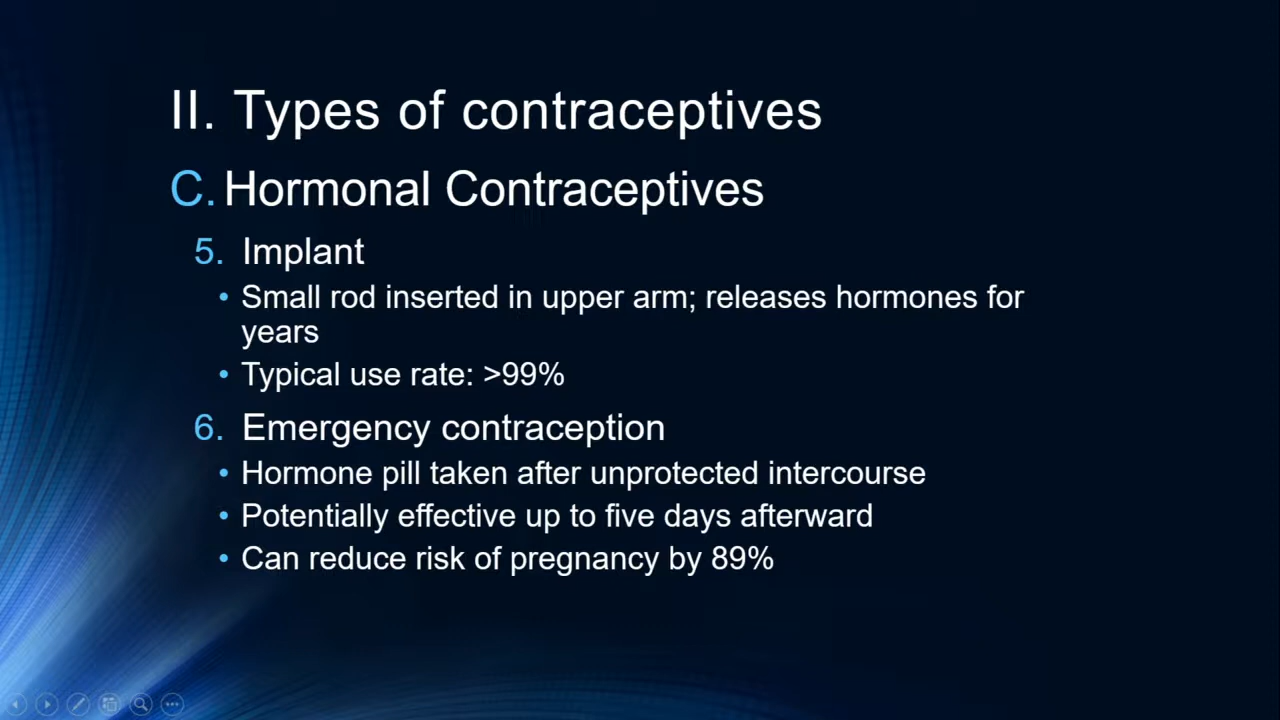 II. Types of contraceptives
C. Hormonal Contraceptives
5. Implant
• Small rod inserted in upper arm; releases hormones for
years
• Typical use rate: >99%
6. Emergency contraception
• Hormone pill taken after unprotected intercourse
• Potentially effective up to five days afterward
• Can reduce risk of pregnancy by 89%